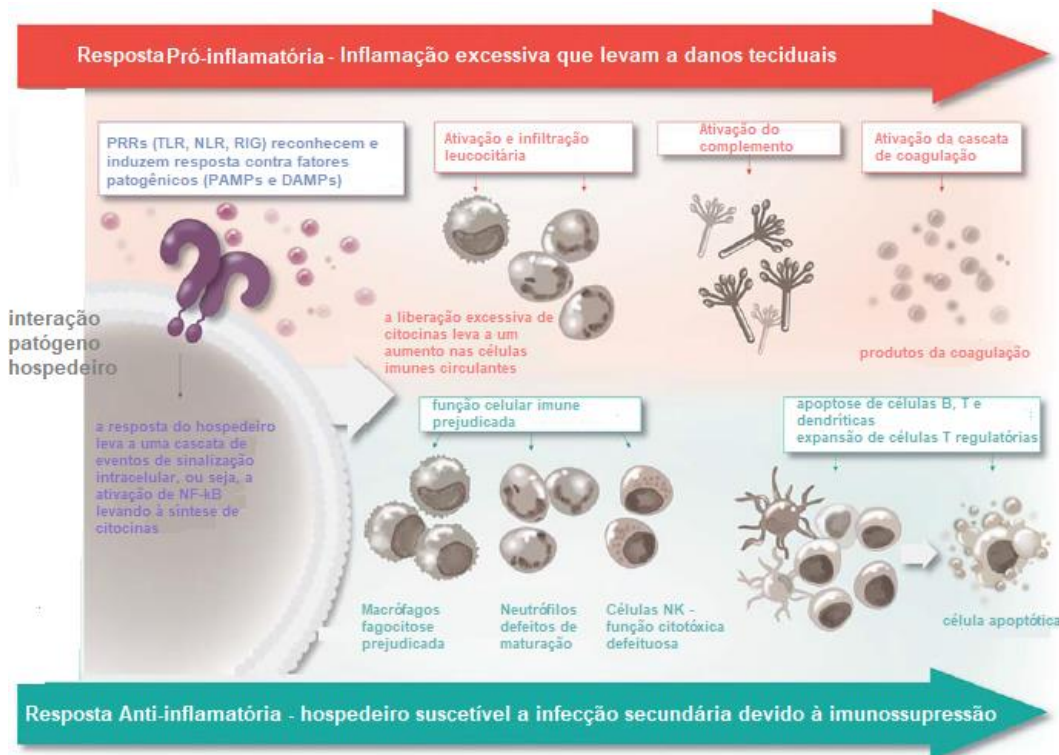 Resposta Pró-inflamatória - Inflamação excessiva que levam a danos teciduais
PRRs (TLR, NLR, RIG) reconhecem e
induzem resposta contra fatores
patogênicos (PAMPs e DAMPs)
Ativação e infiltração
leucocitária
Ativação do
complemento
Ativação da cascata
de coagulação
interação
patógeno
hospedeiro
a liberação excessiva de
citocinas leva a um
aumento nas células
imunes circulantes
produtos da coagulação
a resposta do hospedeiro
leva a uma cascata de
eventos de sinalização
intracelular, ou seja, a
ativação de NF-kB
levando à síntese de
citocinas
função celular imune
prejudicada
apoptose de células B, T e
dendríticas
expansão de células T regulatórias
Macrófagos
fagocitose
prejudicada
Neutrófilos
defeitos de
maturação
Células NK -
função citotóxica
defeituosa
célula apoptótica
Resposta Anti-inflamatória - hospedeiro suscetível a infecção secundária devido à imunossupressão